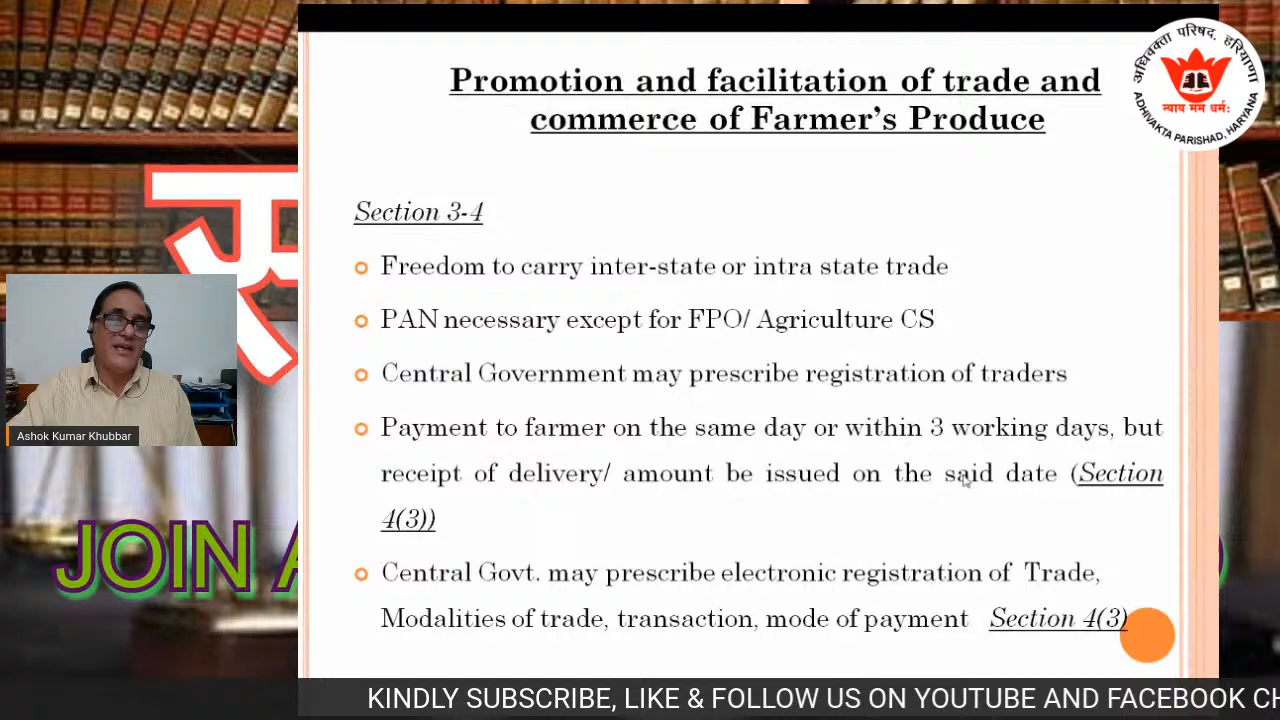 Promotion and facilitation of trade and
commerce of Farmer's Produce
अधिवक्ता परिषद, हरियाणा
न्याय मम धर्मः
ADHIVAKTA PARISHAD, HARYANA
Section 3-4
Freedom to carry inter-state or intra state trade
PAN necessary except for FPO/ Agriculture CS
Central Government may prescribe registration of traders
Payment to farmer on the same day or within 3 working days, but
receipt of delivery/ amount be issued on the said date (Section
4(3))
Central Govt. may prescribe electronic registration of Trade,
Modalities of trade, transaction, mode of payment Section 4(3)
Ashok Kumar Khubbar
JOIN
KINDLY SUBSCRIBE, LIKE & FOLLOW US ON YOUTUBE AND FACEBOOK CH